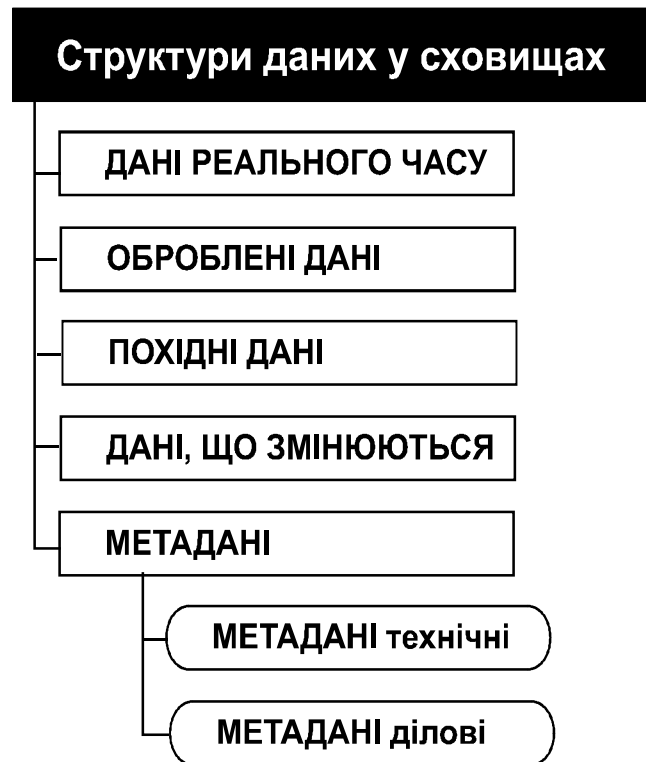 Структури даних у сховищах
ДАНІ РЕАЛЬНОГО ЧАСУ
ОБРОБЛЕНІ ДАНІ
ПОХІДНІ ДАНІ
ДАНІ, ЩО ЗМІНЮЮТЬСЯ
МЕТАДАНІ
МЕТАДАНІ технічні
МЕТАДАНІ ділові